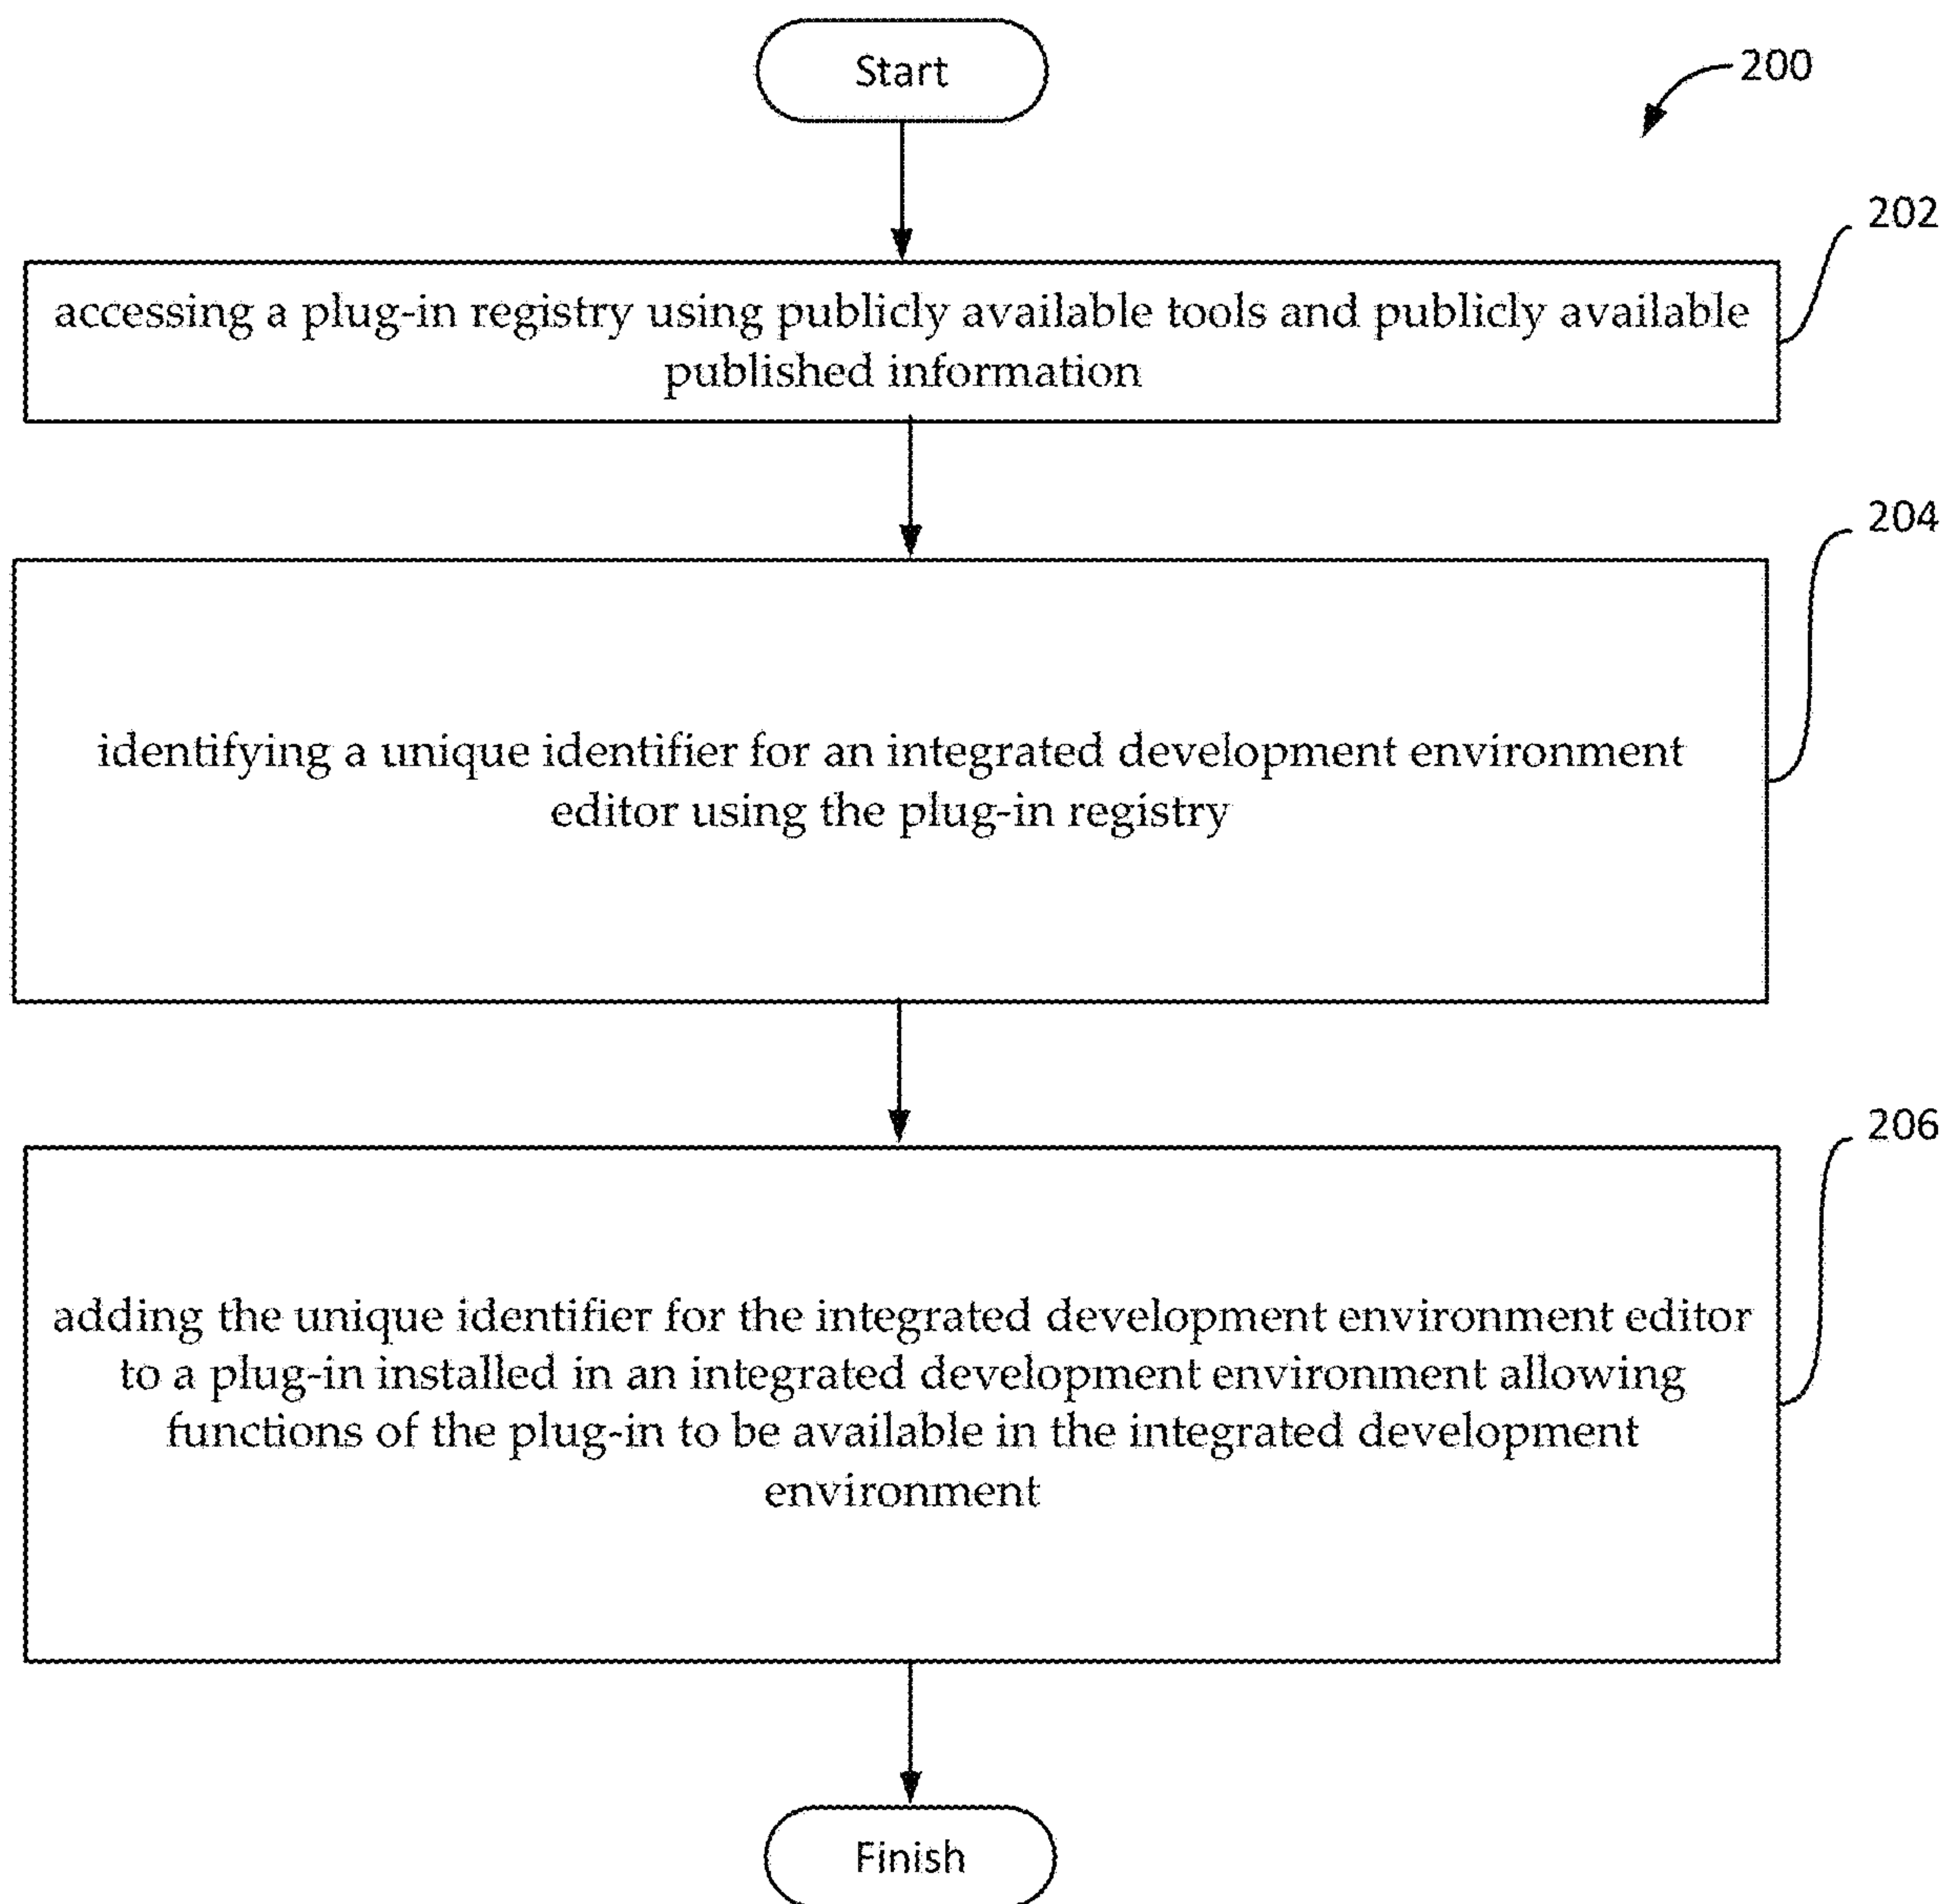 Start
200
202
accessing a plug-in registry using publicly available tools and publicly available
published information
204
identifying a unique identifier for an integrated development environment
editor using the plug-in registry
206
adding the unique identifier for the integrated development environment editor
to a plug-in installed in an integrated development environment allowing
functions of the plug-in to be available in the integrated development
environment
Finish